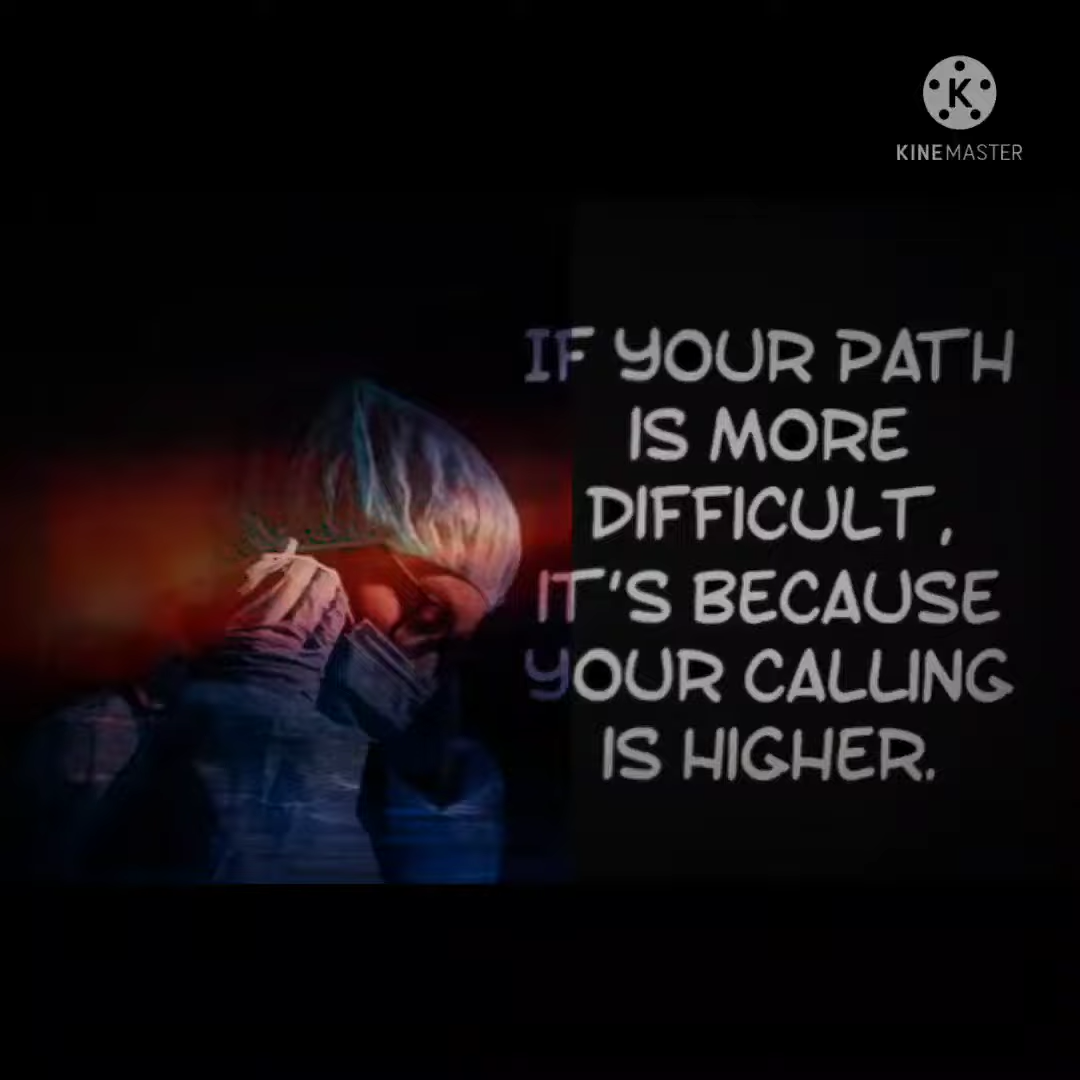 KINEMASTER
IF YOUR PATH
IS MORE
DIFFICULT ,
IT'S BECAUSE
YOUR CALLING
IS HIGHER.